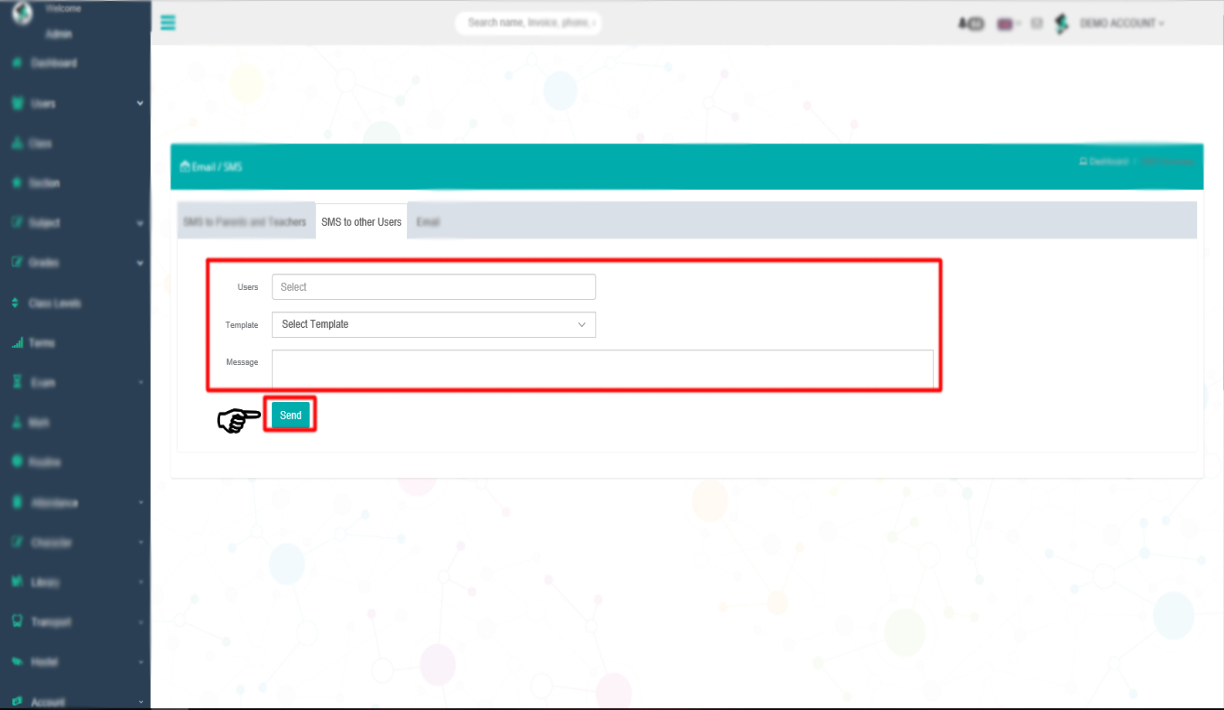 Welcome
Admin
Dashboard
Users
Class
Section
Subject
Grades
Class Levels
Terms
Exam
Mark
Routine
Attendance
Character
Library
Transport
Hostel
Account
Search name, Invoice, phone,
DEMO ACCOUNT
Email / SMS
Dashboard /
SMS to Parents and Teachers
SMS to other Users
Email
Users
Select
Template
Select Template
Message
Send